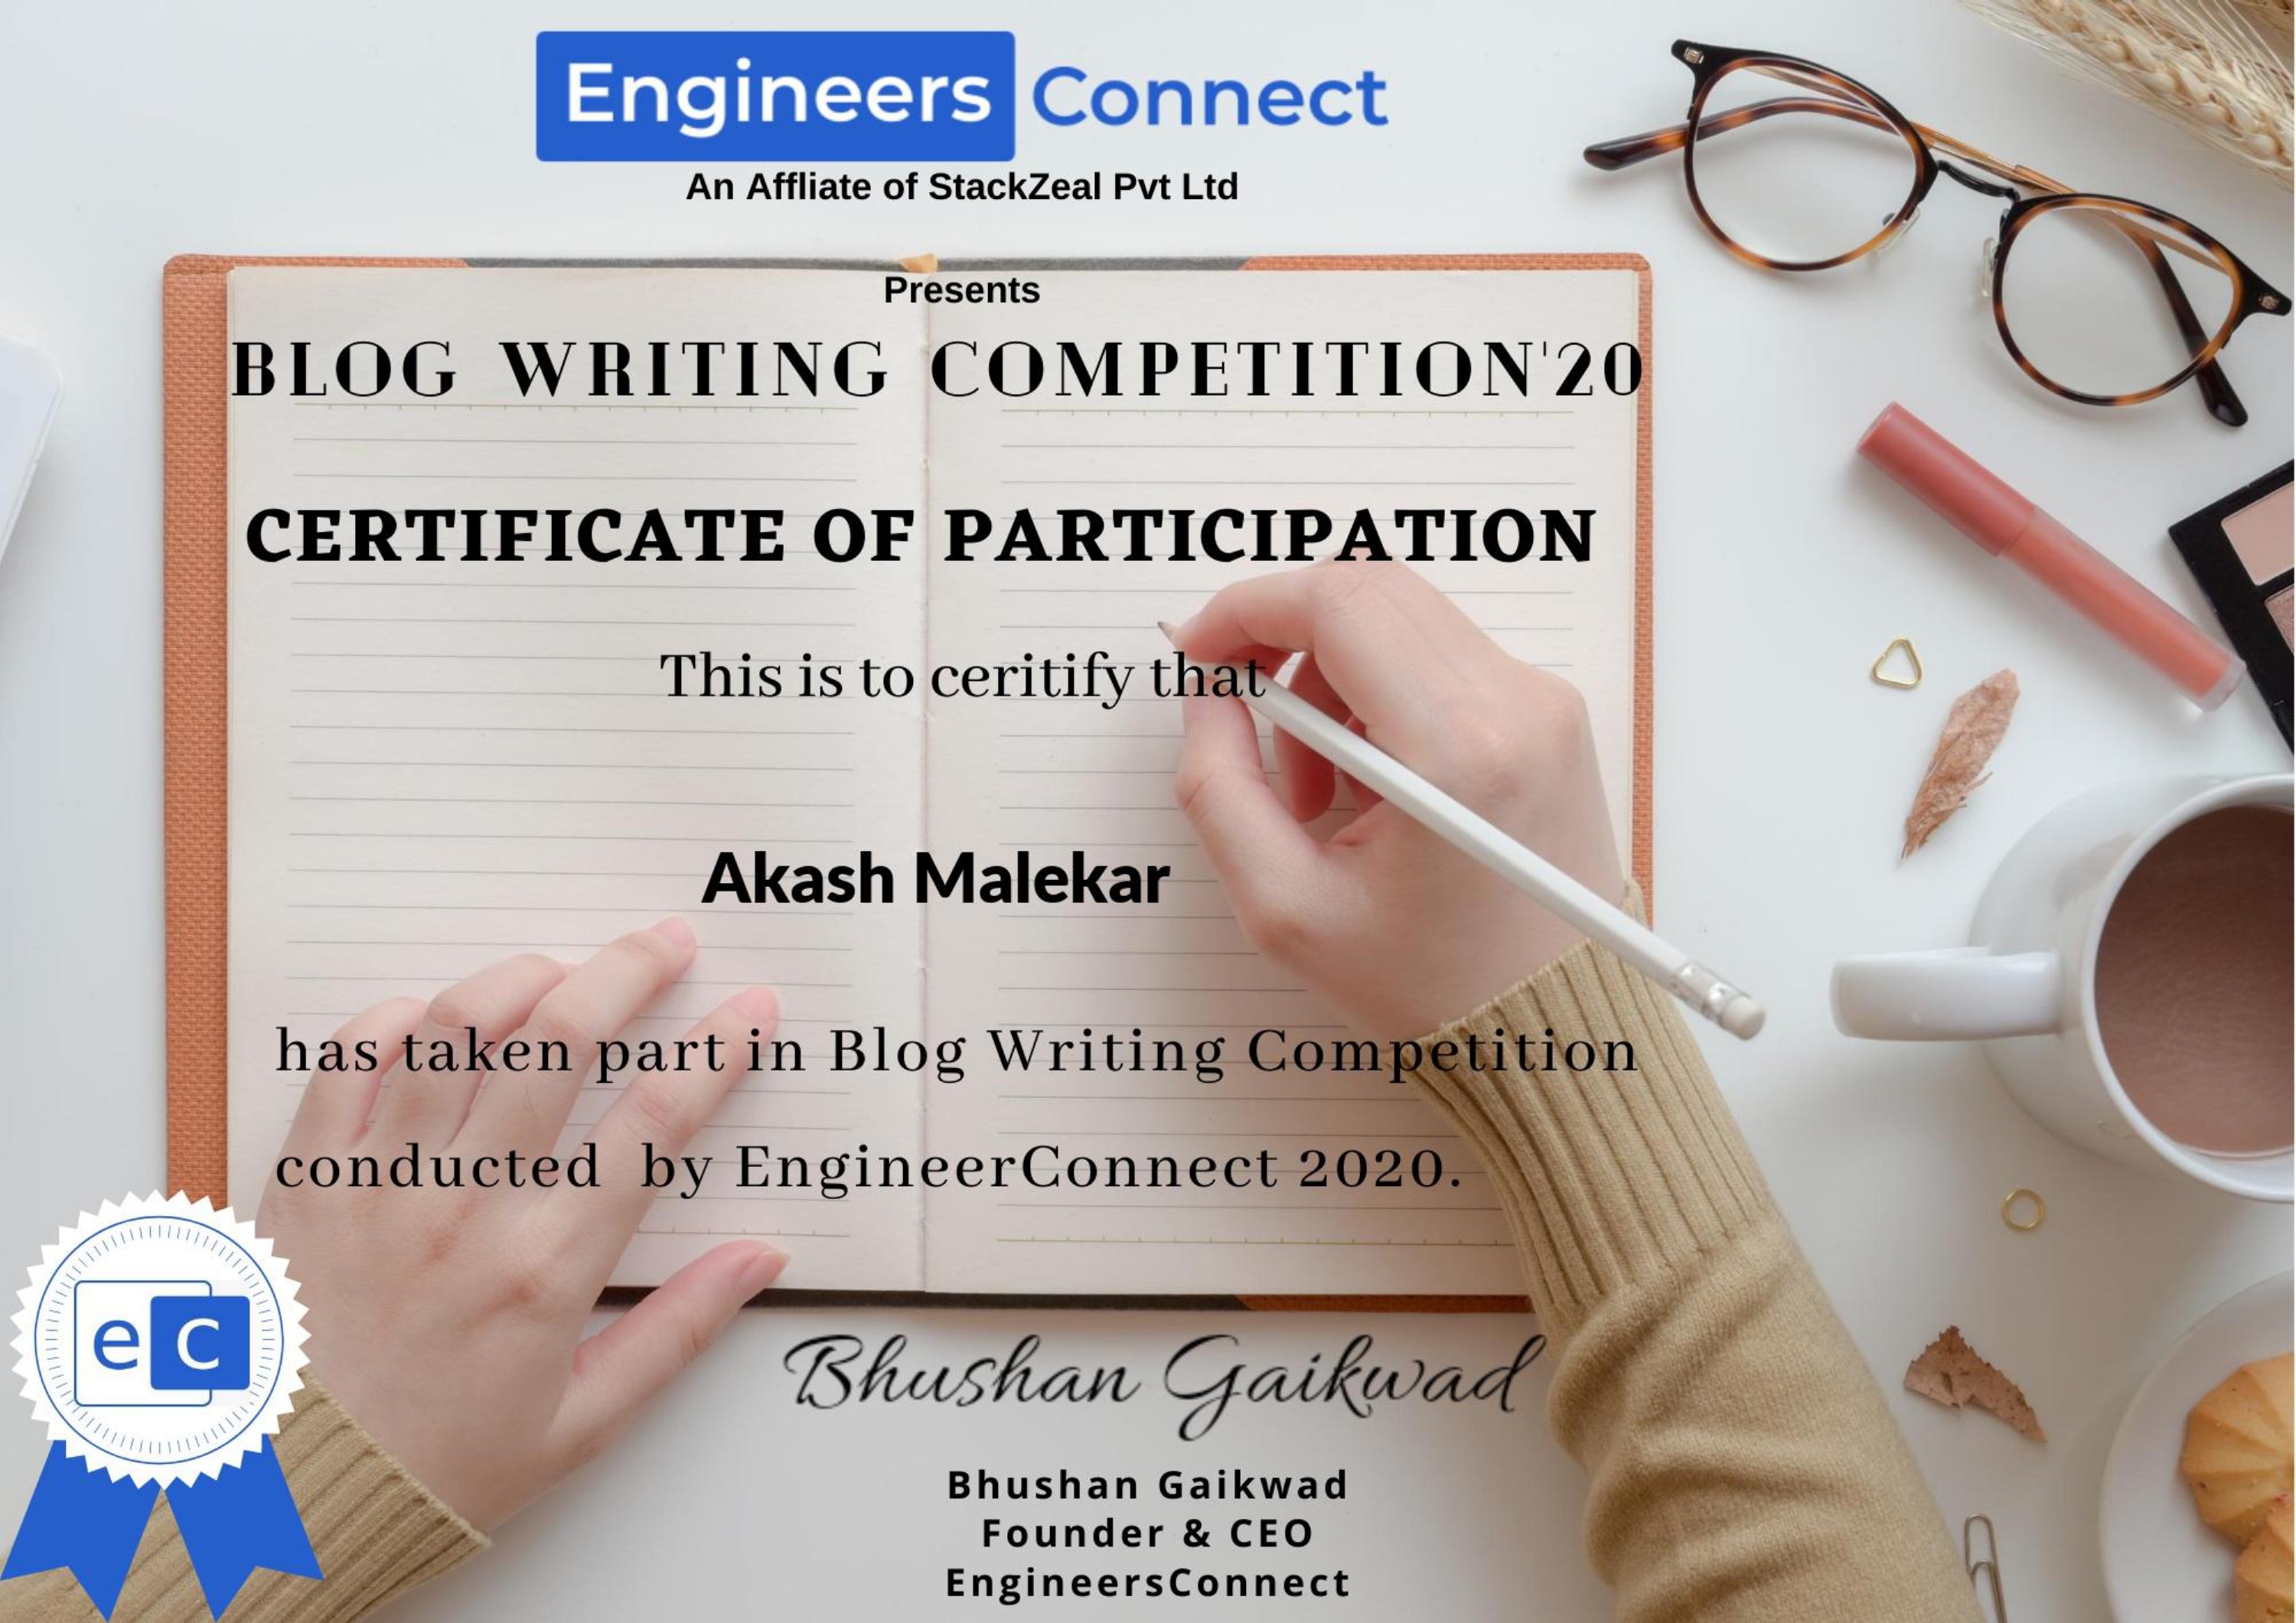 Engineers Connect
An Affliate of StackZeal Pvt Ltd
Presents
BLOG WRITING COMPETITION'20
CERTIFICATE OF PARTICIPATION
This is to ceritify that
Akash Malekar
has taken part in Blog Writing Competition
conducted by EngineerConnect 2020.
ec
Bhushan Gaikwad
Bhushan Gaikwad
Founder & CEO
EngineersConnect